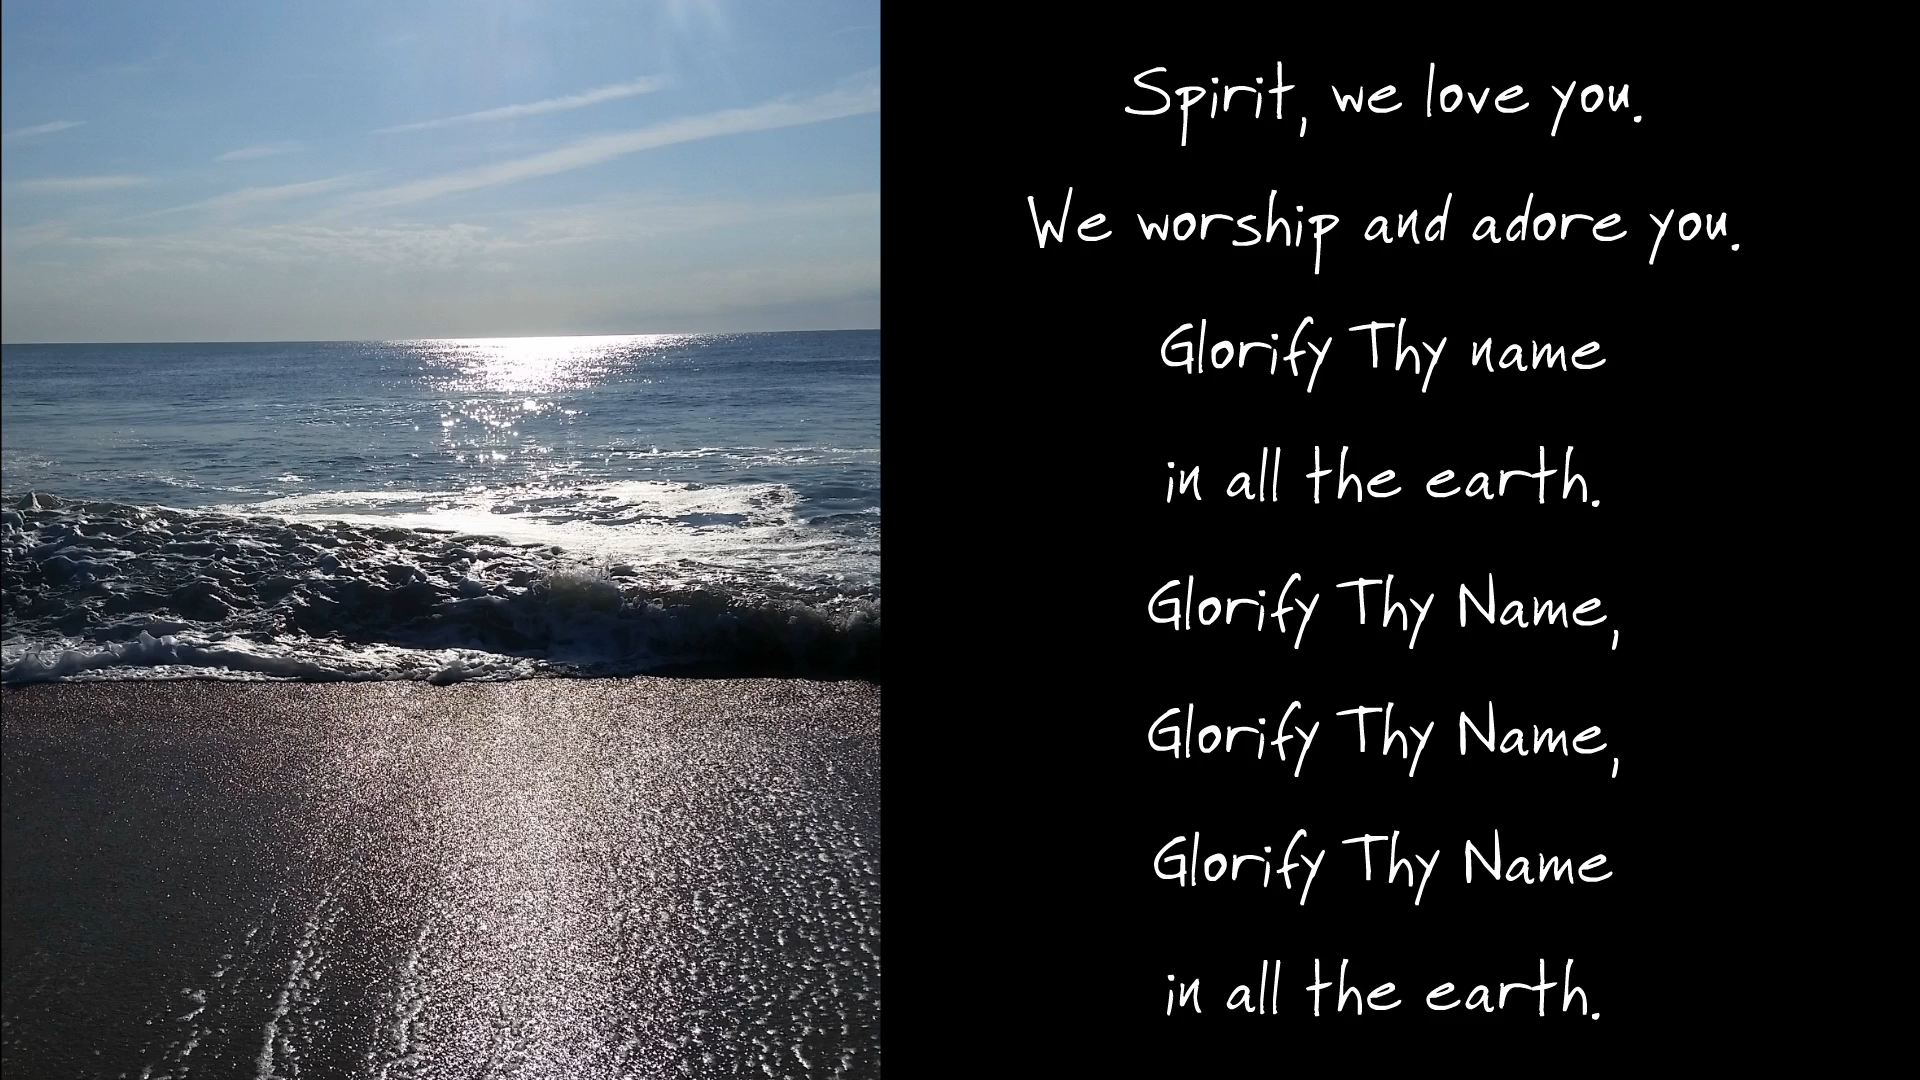 Spirit, we love you.
We worship and adore you.
Glorify Thy name
in all the earth.
Glorify Thy Name,
Glorify Thy Name,
Glorify Thy Name
in all the earth.